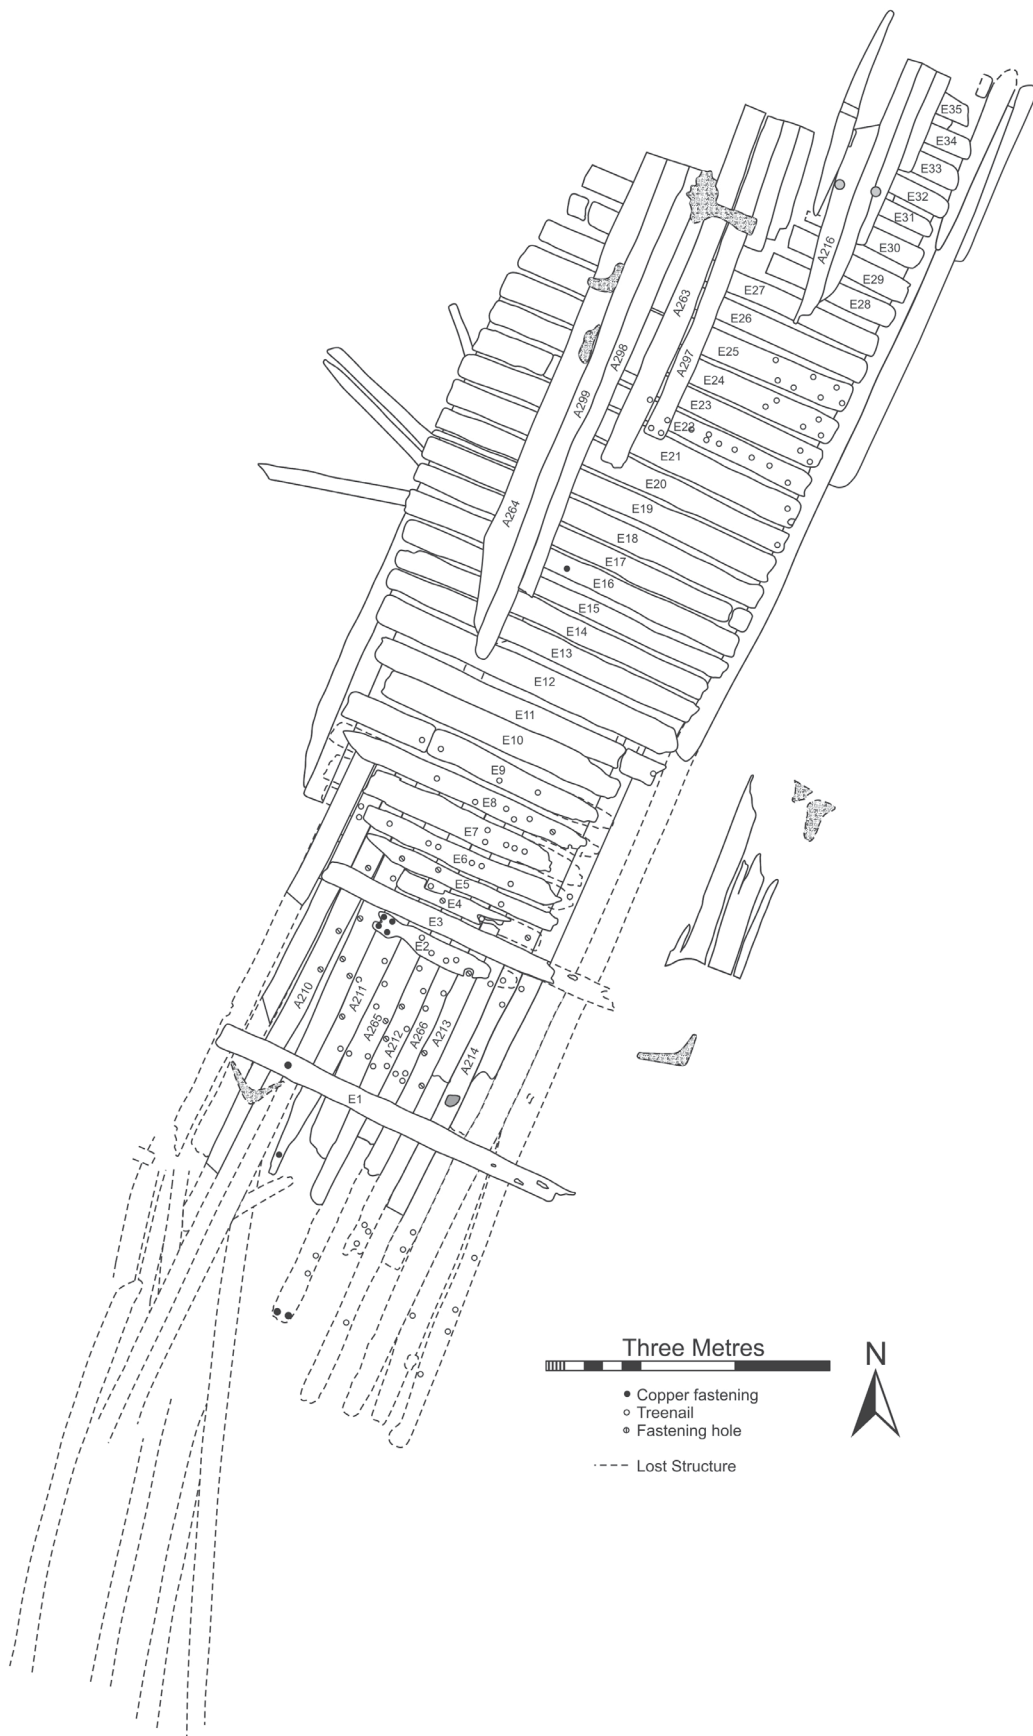 E35
E34
E33
E32
E31
E30
E29
E28
A216
E27
E26
E25
E24
E23
E22
E21
E20
E19
E18
E17
E16
E15
E14
E13
E12
E11
E10
E9
E8
E7
E6
E5
E4
E3
E2
E1
A263
A297
A298
A299
A264
A210
A211
A265
A212
A266
A213
A214
Three Metres
N
Copper fastening
Treenail
Fastening hole
Lost Structure